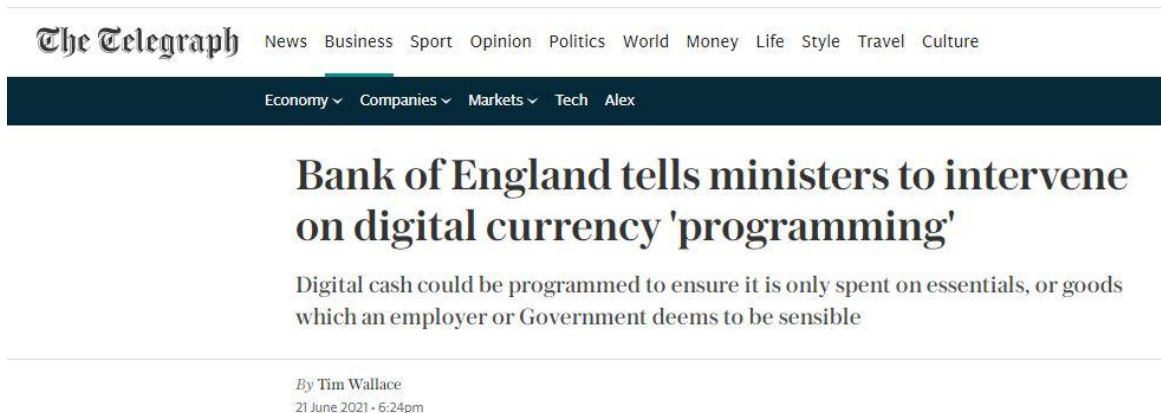 The Telegraph News Business Sport Opinion Politics World Money Life Style Travel Culture
Economy Companies Markets Tech Alex
Bank of England tells ministers to intervene
on digital currency 'programming'
Digital cash could be programmed to ensure it is only spent on essentials, or goods
which an employer or Government deems to be sensible
By Tim Wallace
21 June 2021 • 6:24pm